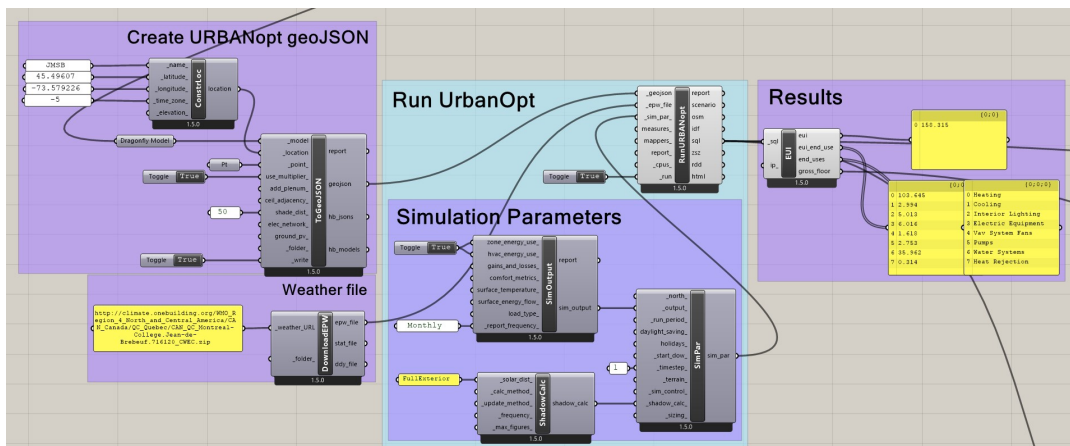 Create URBANopt geoJSON
JMSB
45.49607
-73.579226
-5
_name_
_latitude_
_longitude_
_time_zone_
_elevation_
ConstrLoc
location
1.5.0
Dragonfly Model
Pt
Toggle True
50
Toggle True
_model
_location
_point_
use_multiplier_
add_plenum_
ceil_adjacency_
shade_dist_
elec_network_
ground_pv_
_folder_
_write
ToGeoJSON
report
geojson
hb_jsons
hb_models
1.5.0
Weather file
http://climate.onebuilding.org/WMO_R
egion_4_North_and_Central_America/CA
N_Canada/QC_Quebec/CAN_QC_Montreal-
College.Jean-de-
Brebeuf.716120_CWEC.zip
_weather_URL
_folder_
DownloadEPW
epw_file
stat_file
ddy_file
1.5.0
Run UrbanOpt
_geojson
_epw_file
_sim_par_
measures_
mappers_
report_
_cpus_
_run
RunURBANopt
report
scenario
osm
idf
sql
zsz
rdd
html
1.5.0
Toggle True
Simulation Parameters
Toggle True
Monthly
zone_energy_use_
hvac_energy_use_
gains_and_losses_
comfort_metrics_
surface_temperature_
surface_energy_flow_
load_type_
_report_frequency_
SimOutput
report
sim_output
1.5.0
FullExterior
_solar_dist_
_calc_method_
_update_method_
_frequency_
_max_figures_
ShadowCalc
shadow_calc
1.5.0
1
_north_
_output_
_run_period_
daylight_saving_
holidays_
_start_dow_
_timestep_
_terrain_
_sim_control_
_shadow_calc_
_sizing_
SimPar
sim_par
1.5.0
Results
_sql
ip_
EUI
eui
eui_end_use
end_uses
gross_floor
1.5.0
{0;0}
0 150.315
{0;0
0 103.645
1 2.994
2 5.013
3 6.016
4 1.618
5 2.753
6 35.962
7 0.314
{0;0;0}
0 Heating
1 Cooling
2 Interior Lighting
3 Electric Equipment
4 Vav System Fans
5 Pumps
6 Water Systems
7 Heat Rejection